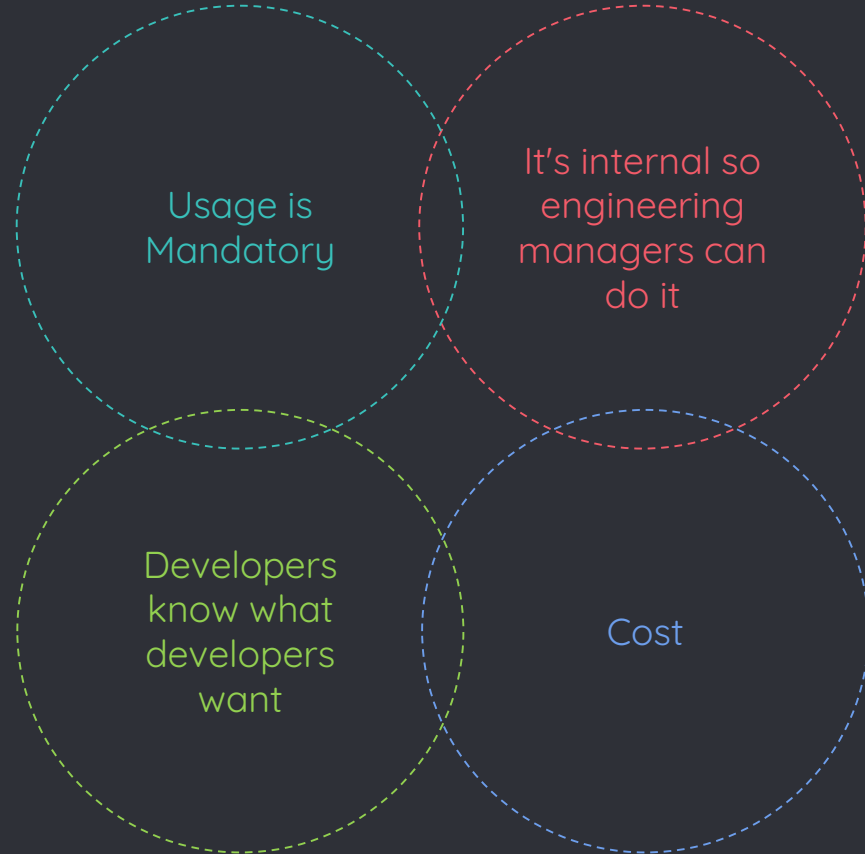 Usage is
Mandatory
It's internal so
engineering
managers can
do it
Developers
know what
developers
want
Cost